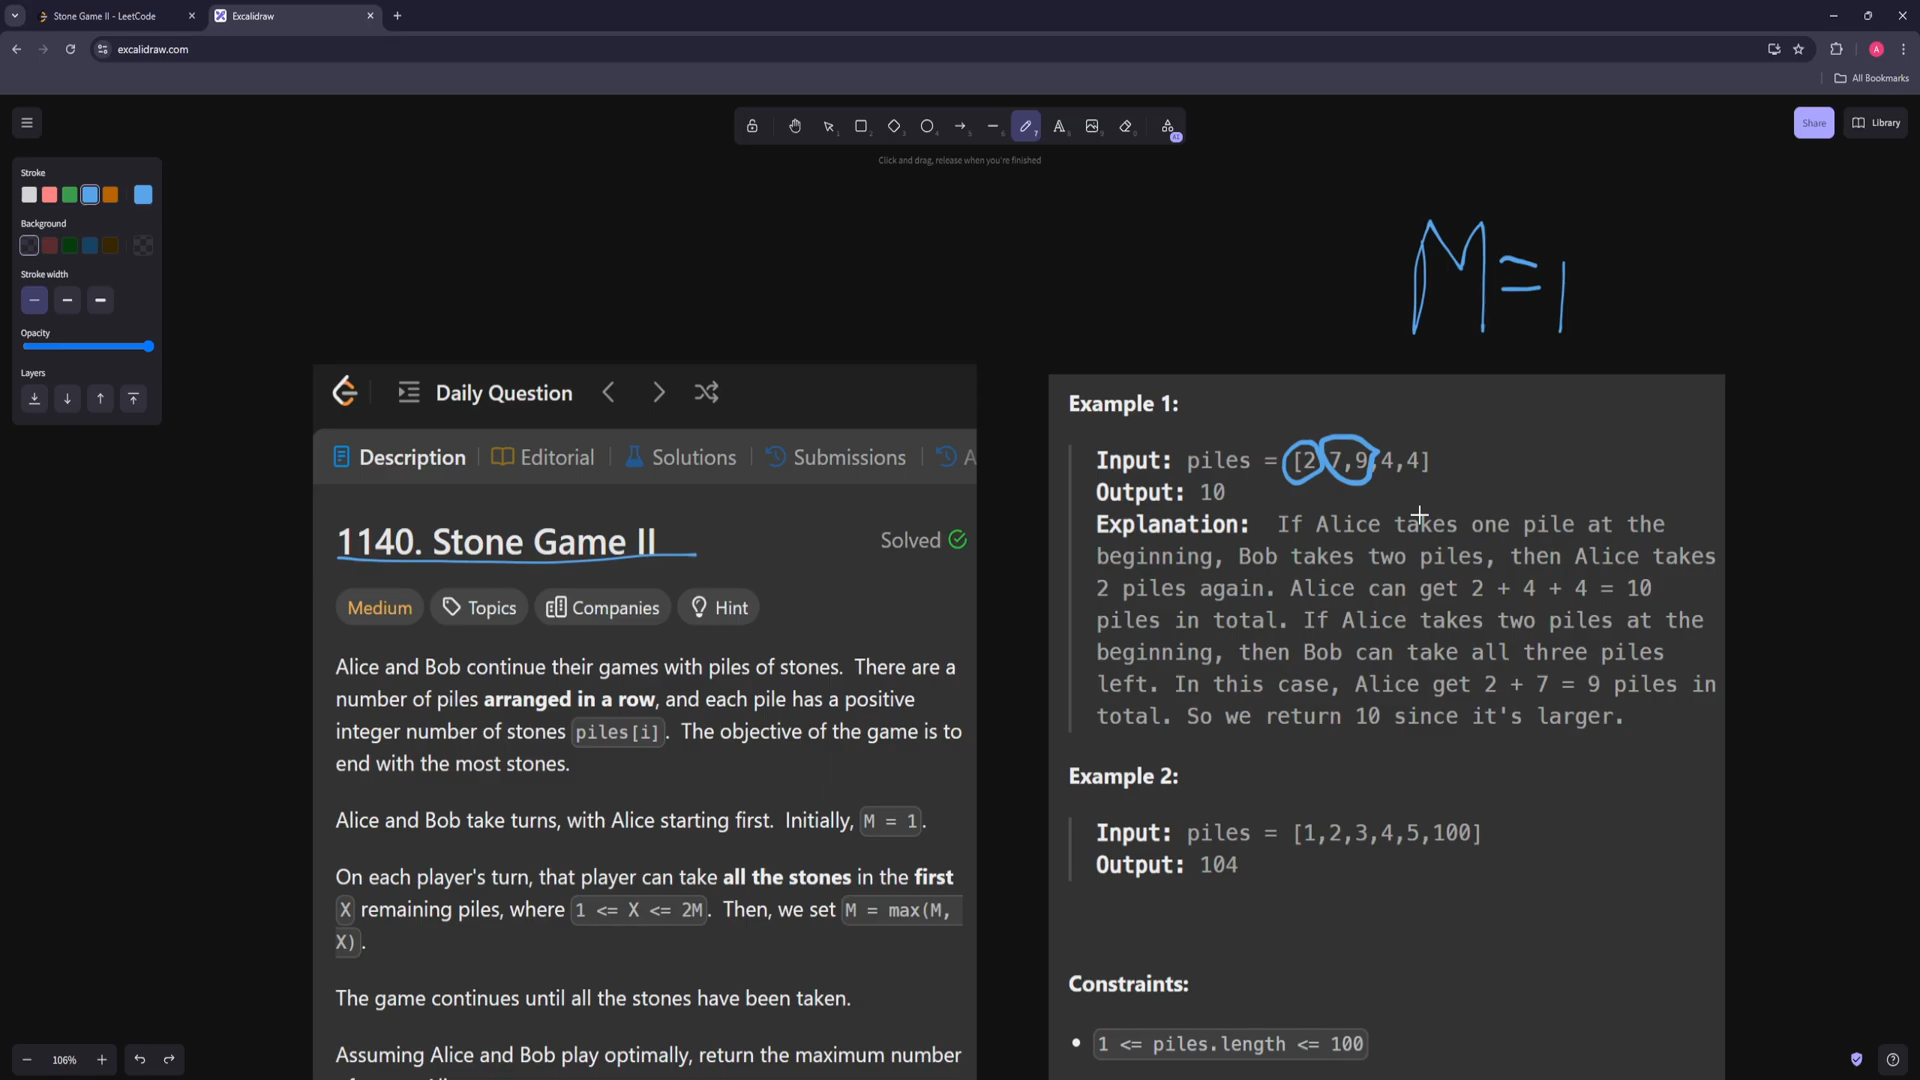 Stone Game II - LeetCode
Excalidraw
excalidraw.com
A
All Bookmarks
1
2
3
4
5
6
7
8
9
0
AI
Share
Library
Click and drag, release when you're finished
Stroke
Background
Stroke width
Opacity
Layers
M=1
Daily Question
Description
Editorial
Solutions
Submissions
A
1140. Stone Game II
Solved
Medium
Topics
Companies
Hint
Alice and Bob continue their games with piles of stones. There are a
number of piles arranged in a row, and each pile has a positive
integer number of stones piles[i]. The objective of the game is to
end with the most stones.
Alice and Bob take turns, with Alice starting first. Initially, M = 1.
On each player's turn, that player can take all the stones in the first
X remaining piles, where 1 <= X <= 2M. Then, we set M = max(M,
X).
The game continues until all the stones have been taken.
Assuming Alice and Bob play optimally, return the maximum number
Example 1:
Input: piles = [2,7,9,4,4]
Output: 10
Explanation: If Alice takes one pile at the
beginning, Bob takes two piles, then Alice takes
2 piles again. Alice can get 2 + 4 + 4 = 10
piles in total. If Alice takes two piles at the
beginning, then Bob can take all three piles
left. In this case, Alice get 2 + 7 = 9 piles in
total. So we return 10 since it's larger.
Example 2:
Input: piles = [1,2,3,4,5,100]
Output: 104
Constraints:
1 <= piles.length <= 100
106%